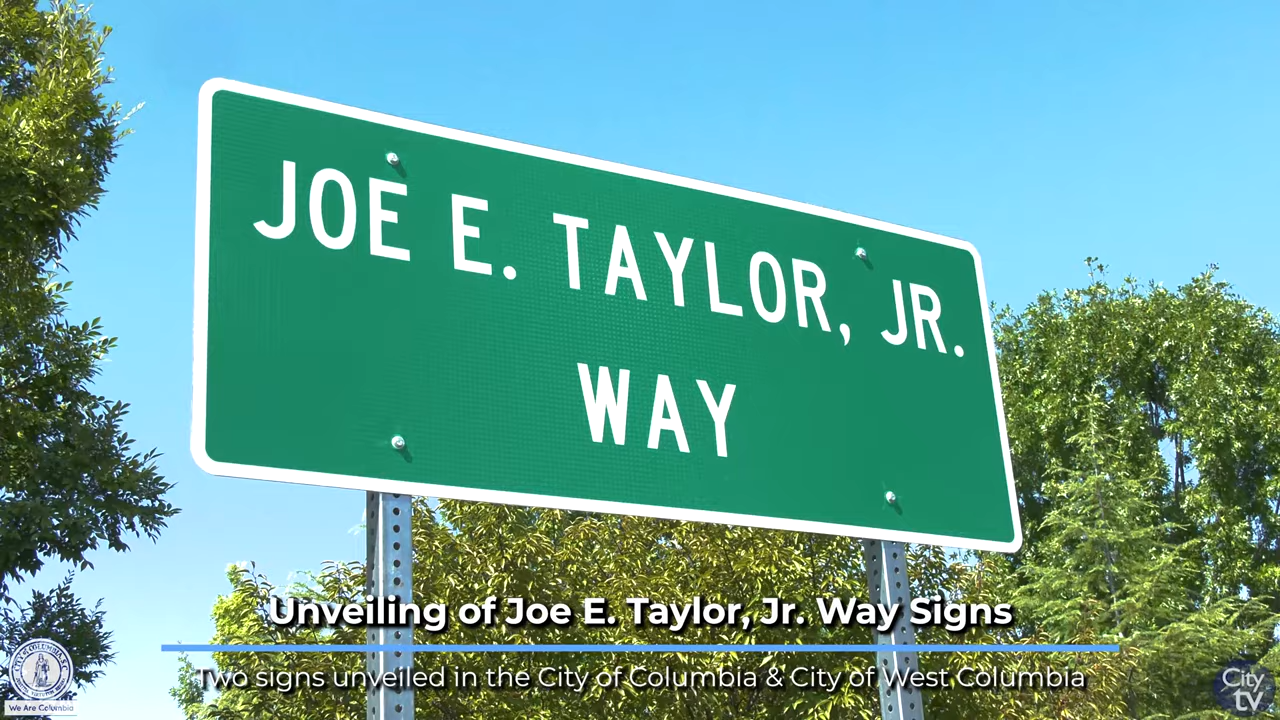 JOE E. TAYLOR, JR.
WAY
Unveiling of Joe E. Taylor, Jr. Way Signs
Two signs unveiled in the City of Columbia & City of West Columbia
We Are Columbia
City
tv